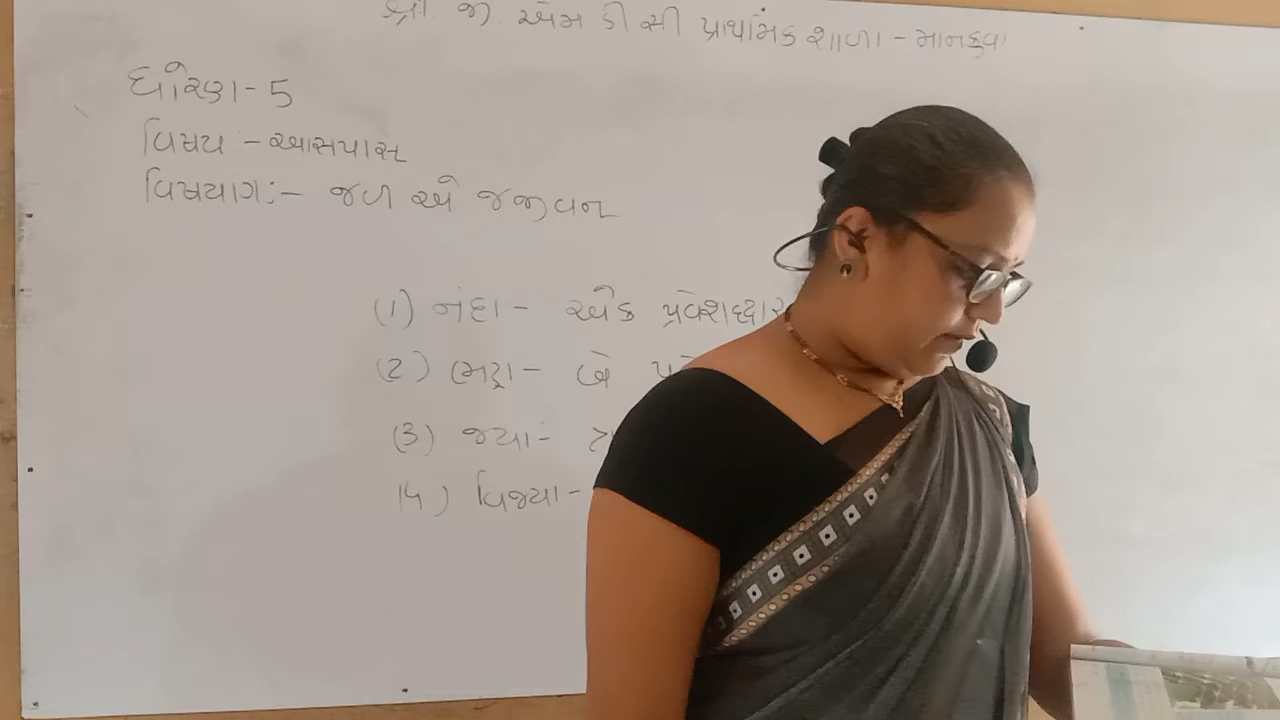 શ્રી જી એમ ડી સી પ્રાથમિક શાળા - માનકુવા
ધોરણ - 5
વિષય :- આસપાસ
વિષયાગ :- જળ એ જીવન
(1) નંદા - એક પ્રવેશદ્વાર
(2) ભદ્રા - બે
(3) જયા -
(4) વિજયા -